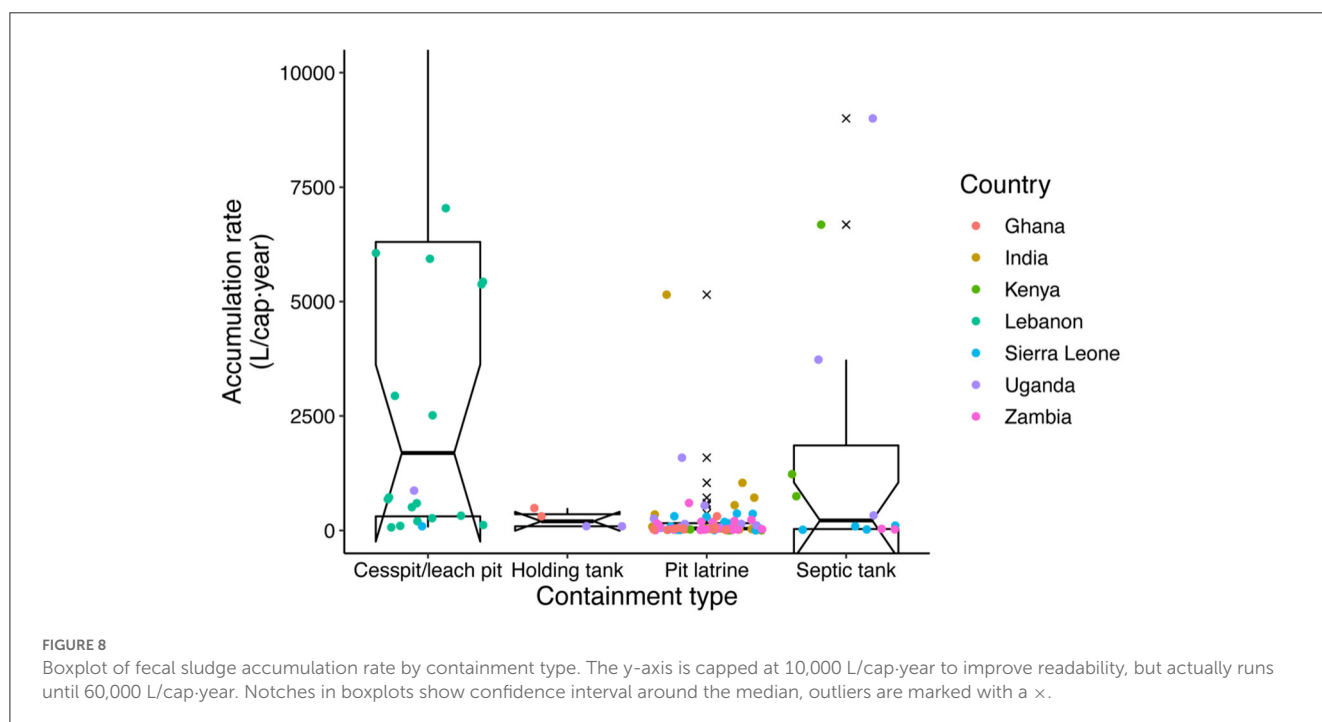 10000
7500
5000
2500
0
Accumulation rate
(L/cap·year)
Cesspit/leach pit
Holding tank
Pit latrine
Septic tank
Containment type
Country
Ghana
India
Kenya
Lebanon
Sierra Leone
Uganda
Zambia
FIGURE 8
Boxplot of fecal sludge accumulation rate by containment type. The y-axis is capped at 10,000 L/cap·year to improve readability, but actually runs
until 60,000 L/cap·year. Notches in boxplots show confidence interval around the median, outliers are marked with a ×.